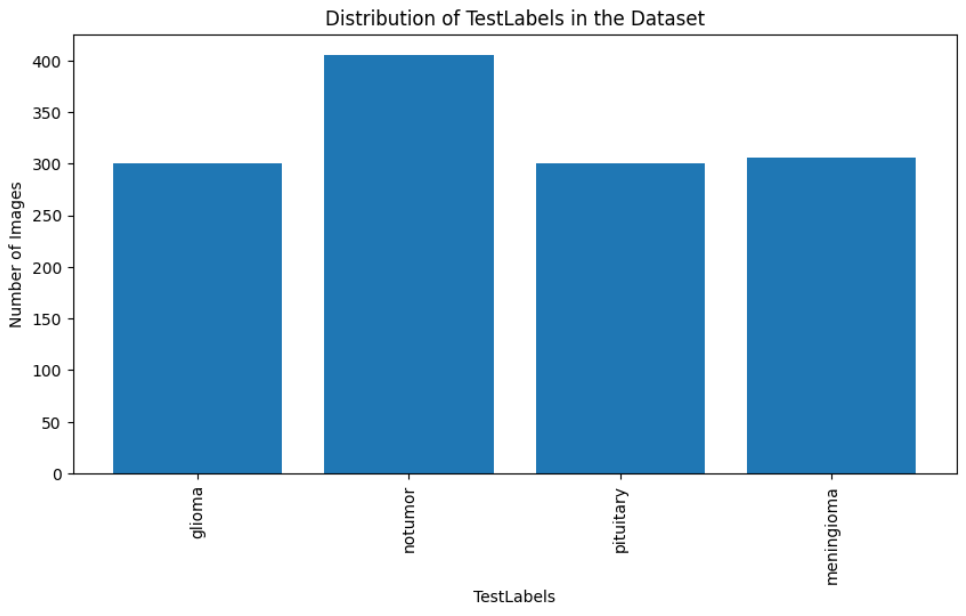 Distribution of TestLabels in the Dataset
Number of Images
400
350
300
250
200
150
100
50
0
glioma
notumor
pituitary
meningioma
TestLabels